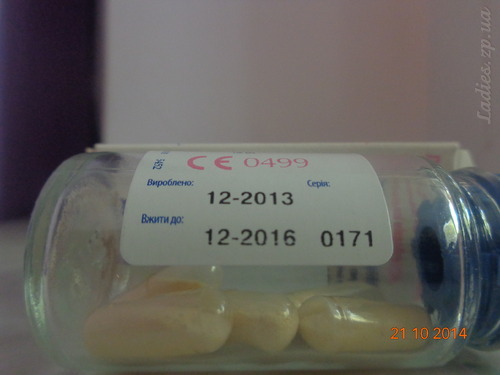 CE 0499
Вироблено: Серія:
12-2013
Вжити до:
12-2016 0171
21 10 2014
Ladies.zp.ua